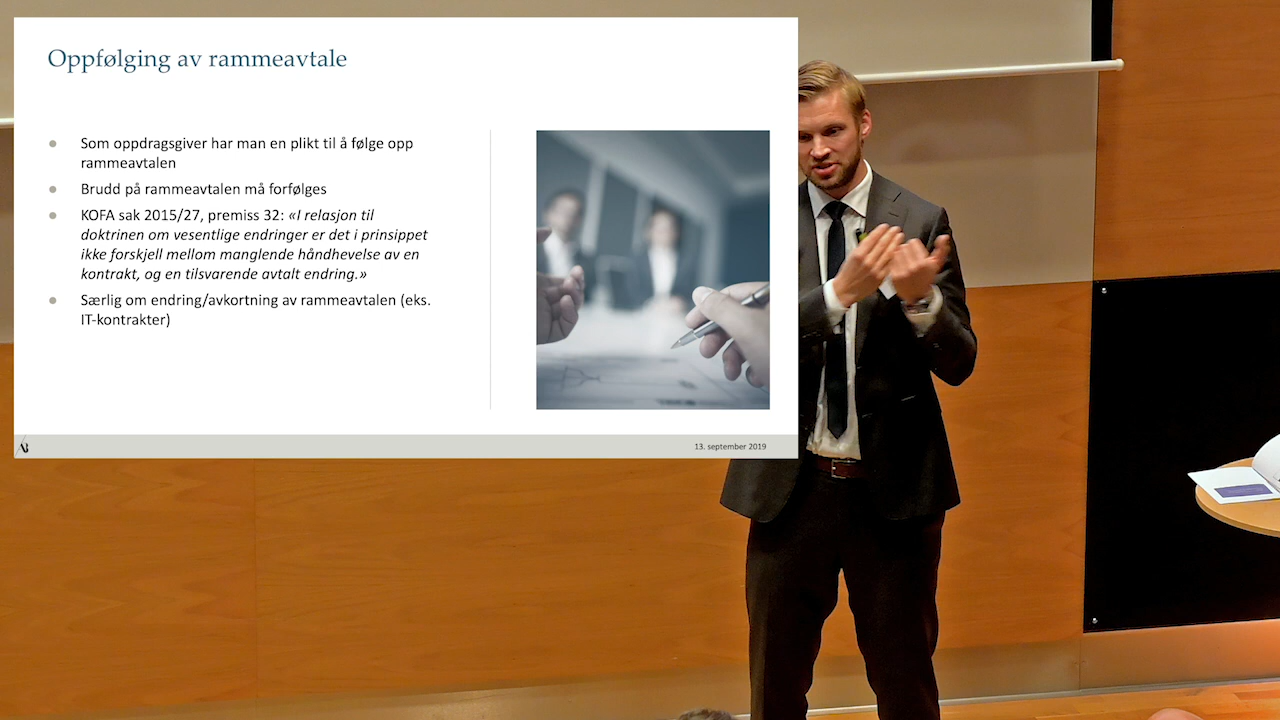 Oppfølging av rammeavtale
Som oppdragsgiver har man en plikt til å følge opp
rammeavtalen
Brudd på rammeavtalen må forfølges
KOFA sak 2015/27, premiss 32: «I relasjon til
doktrinen om vesentlige endringer er det i prinsippet
ikke forskjell mellom manglende håndhevelse av en
kontrakt, og en tilsvarende avtalt endring.»
Særlig om endring/avkortning av rammeavtalen (eks.
IT-kontrakter)
13. september 2019